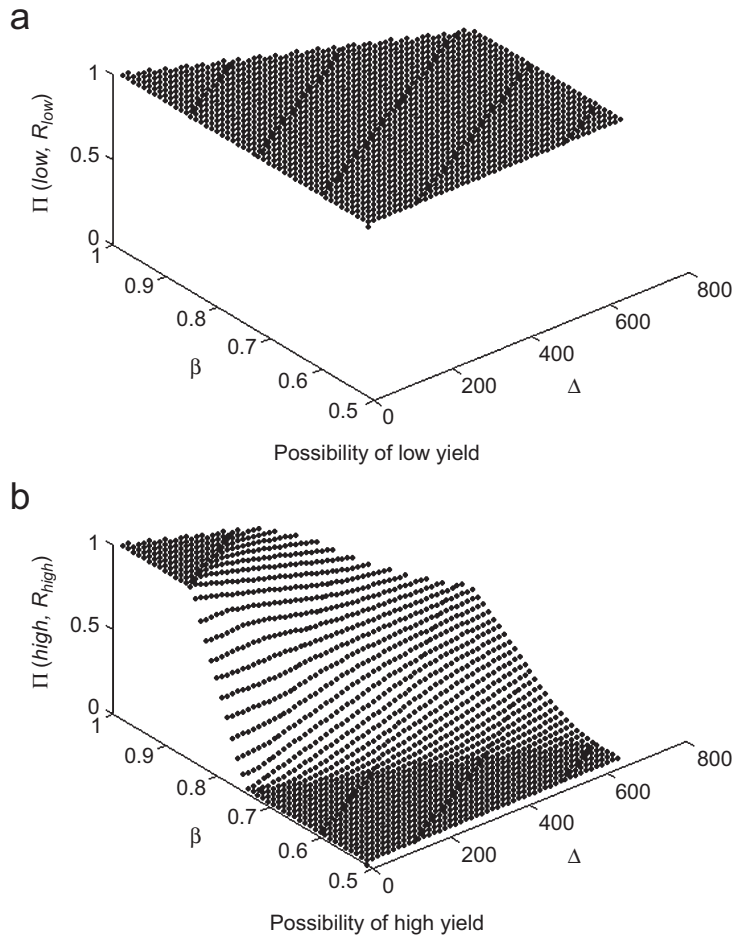 a
1
0.5
0
Π (low, R_low)
1
0.9
0.8
0.7
0.6
0.5
β
0
200
400
600
800
Δ
Possibility of low yield
b
1
0.5
0
Π (high, R_high)
1
0.9
0.8
0.7
0.6
0.5
β
0
200
400
600
800
Δ
Possibility of high yield